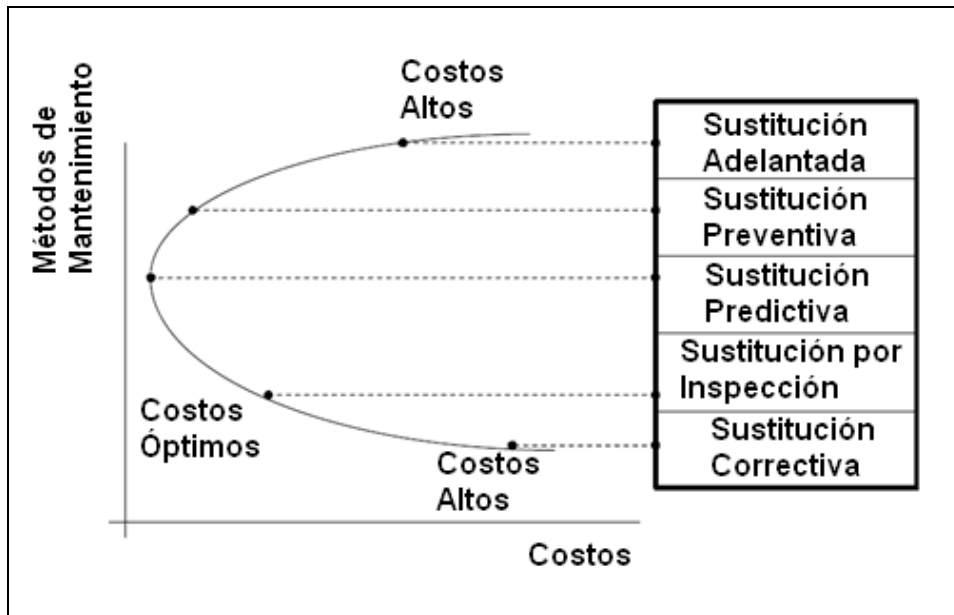 Métodos de
Mantenimiento
Costos
Altos
Sustitución
Adelantada
Sustitución
Preventiva
Sustitución
Predictiva
Sustitución por
Inspección
Sustitución
Correctiva
Costos
Óptimos
Costos
Altos
Costos